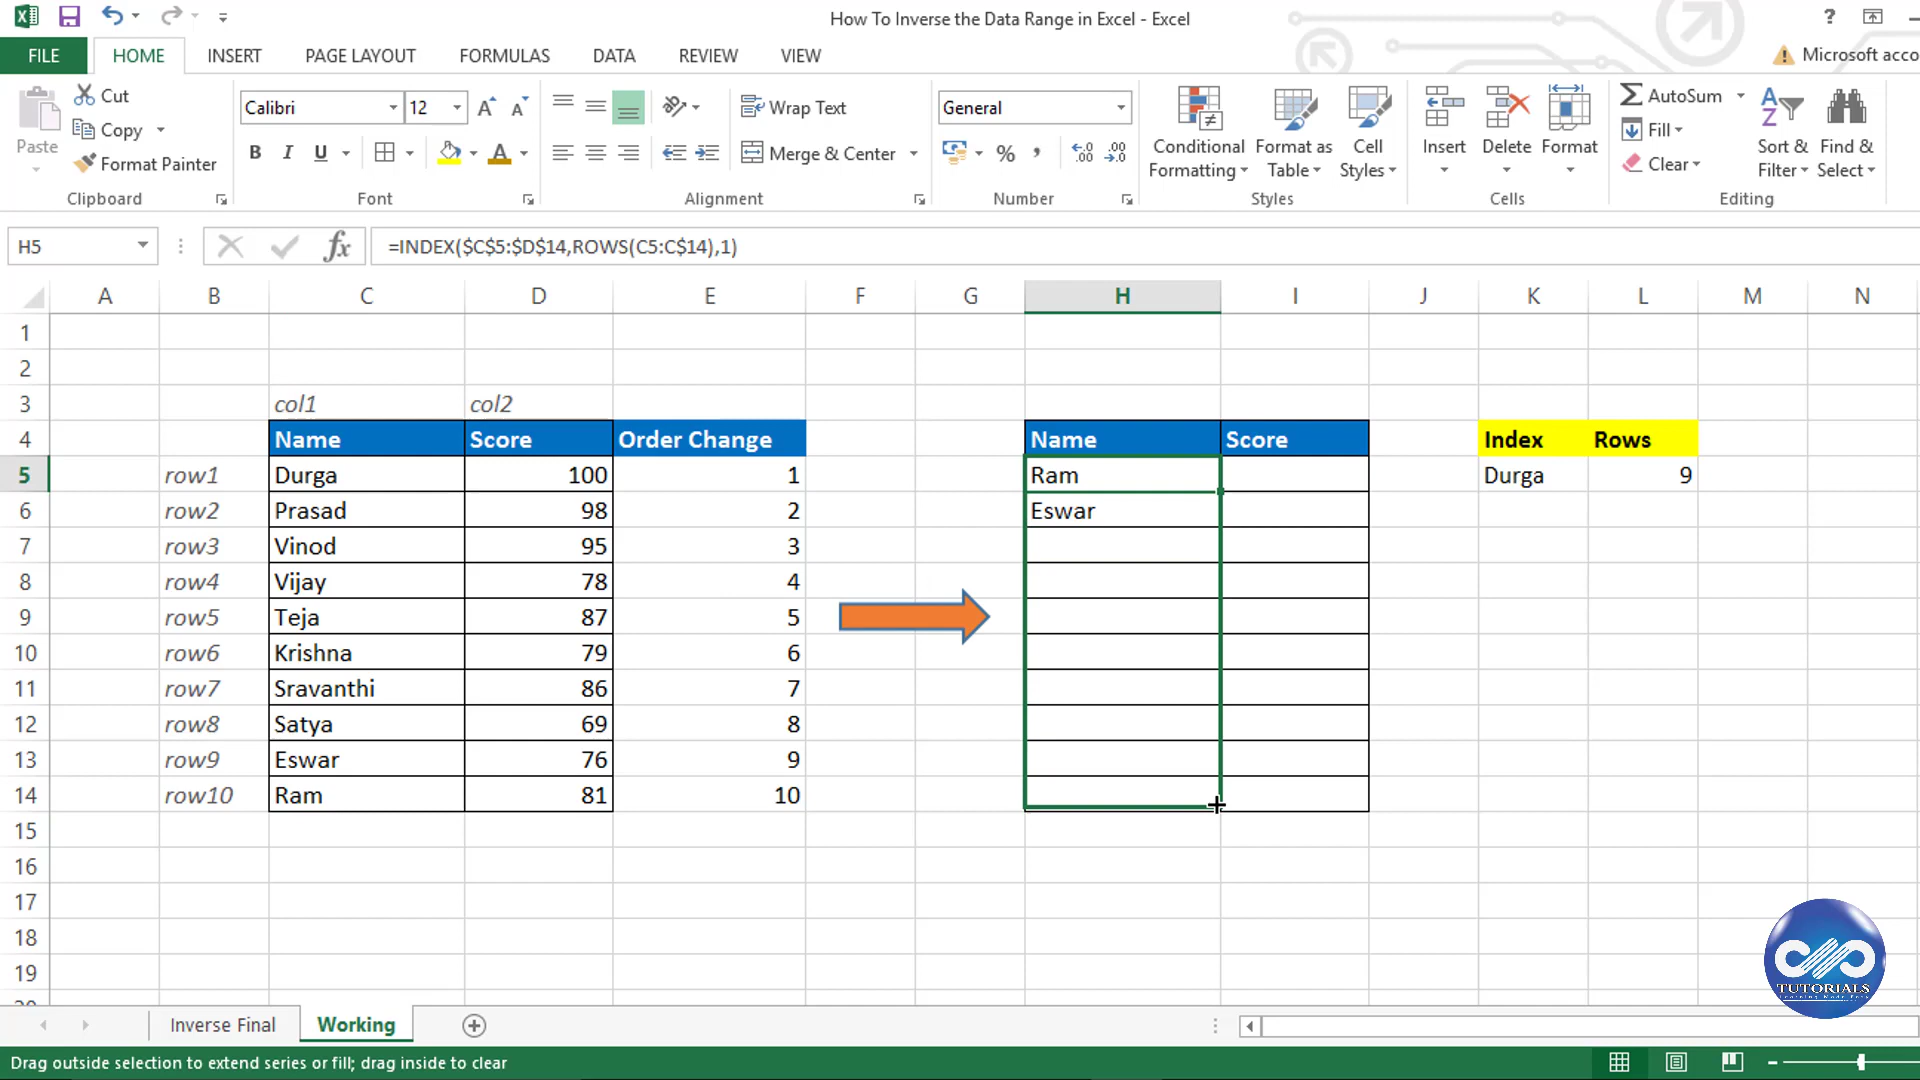 How To Inverse the Data Range in Excel - Excel
?
FILE HOME INSERT PAGE LAYOUT FORMULAS DATA REVIEW VIEW
Microsoft acco
Paste
Cut
Copy
Format Painter
Clipboard
Calibri 12
A A
B I U A
Font
Wrap Text
Merge & Center
Alignment
General
% , .00
Number
Conditional Formatting
Format as Table
Cell Styles
Styles
Insert Delete Format
Cells
AutoSum
Fill
Clear
Sort & Filter
Find & Select
Editing
H5 fx =INDEX($C$5:$D$14,ROWS(C5:C$14),1)
A B C D E F G H I J K L M N
1
2
3 col1 col2
4 Name Score Order Change Name Score Index Rows
5 row1 Durga 100 1 Ram Durga 9
6 row2 Prasad 98 2 Eswar
7 row3 Vinod 95 3
8 row4 Vijay 78 4
9 row5 Teja 87 5
10 row6 Krishna 79 6
11 row7 Sravanthi 86 7
12 row8 Satya 69 8
13 row9 Eswar 76 9
14 row10 Ram 81 10
15
16
17
18
19
TUTORIALS
Learning Made Easy
Inverse Final Working
Drag outside selection to extend series or fill; drag inside to clear